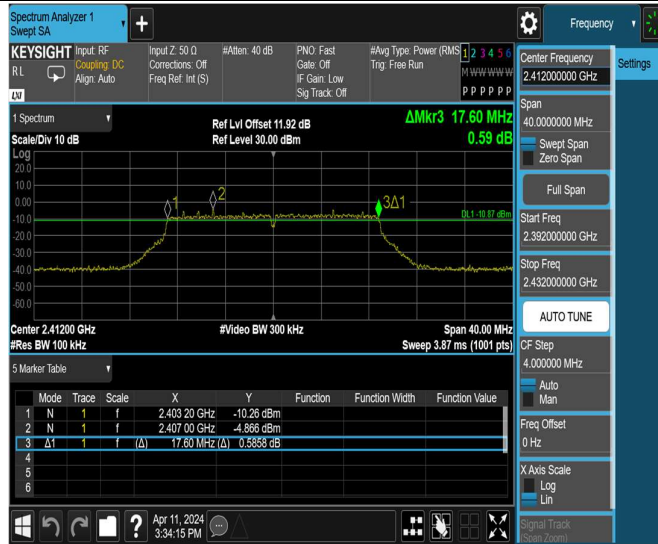 Spectrum Analyzer 1
Swept SA
+
Frequency
KEYSIGHT
R L
LXI
Input: RF
Coupling: DC
Align: Auto
Input Z: 50 Ω
Corrections: Off
Freq Ref: Int (S)
#Atten: 40 dB
PNO: Fast
Gate: Off
IF Gain: Low
Sig Track: Off
#Avg Type: Power (RMS
Trig: Free Run
1 2 3 4 5 6
M W W W W W
P P P P P P
Center Frequency
2.412000000 GHz
Settings
Span
40.0000000 MHz
Swept Span
Zero Span
Full Span
Start Freq
2.392000000 GHz
Stop Freq
2.432000000 GHz
AUTO TUNE
CF Step
4.000000 MHz
Auto
Man
Freq Offset
0 Hz
X Axis Scale
Log
Lin
Signal Track
(Span Zoom)
1 Spectrum
Scale/Div 10 dB
Ref Lvl Offset 11.92 dB
Ref Level 30.00 dBm
ΔMkr3 17.60 MHz
0.59 dB
Log
20.0
10.0
0.00
-10.0
-20.0
-30.0
-40.0
-50.0
-60.0
1
2
3Δ1
DL1 -10.87 dBm
Center 2.41200 GHz
#Video BW 300 kHz
Span 40.00 MHz
#Res BW 100 kHz
Sweep 3.87 ms (1001 pts)
5 Marker Table
Mode Trace Scale X Y Function Function Width Function Value
1 N 1 f 2.403 20 GHz -10.26 dBm
2 N 1 f 2.407 00 GHz -4.866 dBm
3 Δ1 1 f (Δ) 17.60 MHz (Δ) 0.5858 dB
4
5
6
?
Apr 11, 2024
3:34:15 PM